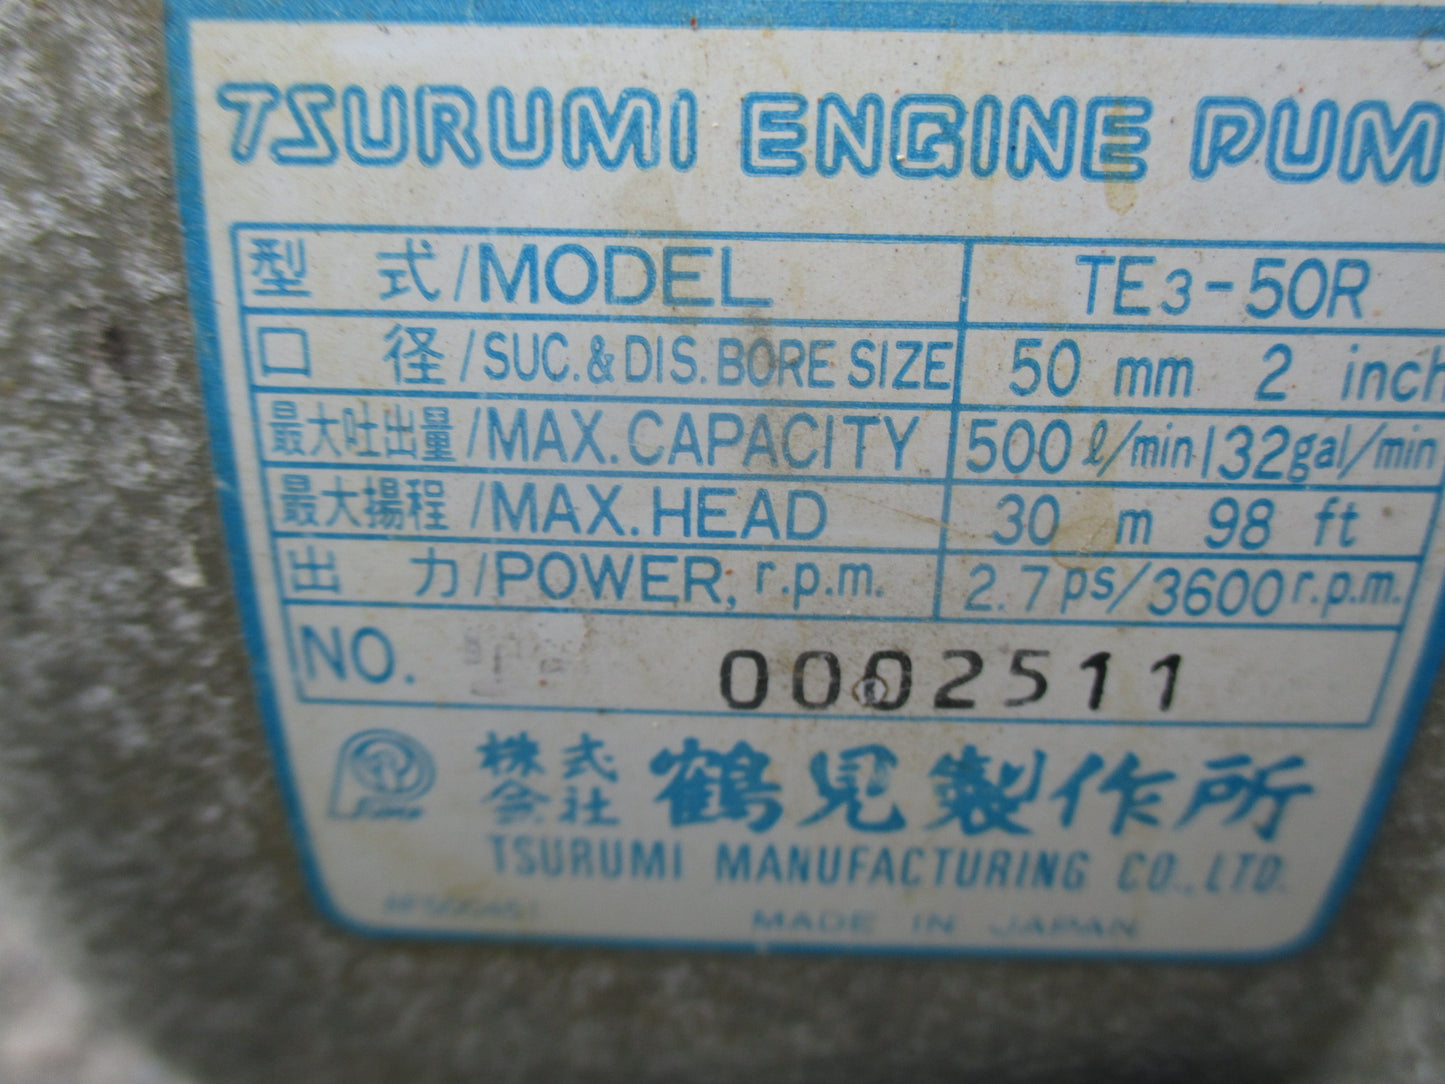 TSURUMI ENGINE PUM
型 式/MODEL TE3-50R
口 径/SUC.&DIS.BORE SIZE 50 mm 2 inch
最大吐出量/MAX.CAPACITY 500ℓ/min 132gal/min
最大揚程/MAX.HEAD 30 m 98 ft
出 力/POWER, r.p.m. 2.7ps/3600r.p.m.
NO. 0002511
株式会社 鶴見製作所
TSURUMI MANUFACTURING CO., LTD.
MADE IN JAPAN